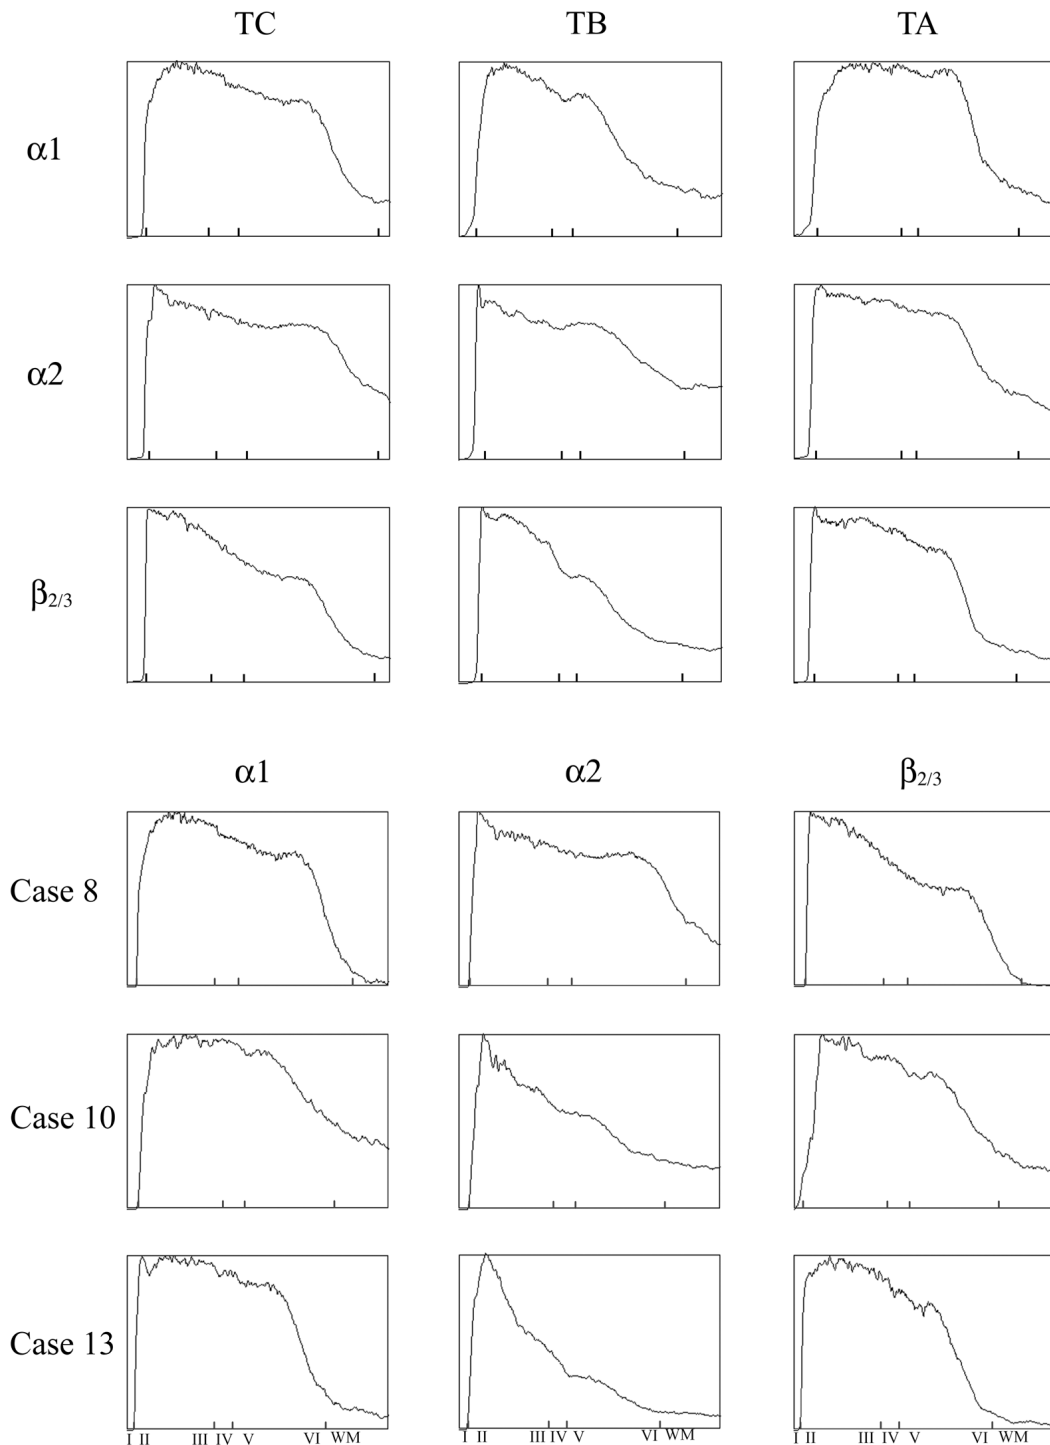 TC TB TA
α1
α2
β2/3
α1 α2 β2/3
Case 8
Case 10
Case 13
I II III IV V VI WM I II III IV V VI WM I II III IV V VI WM